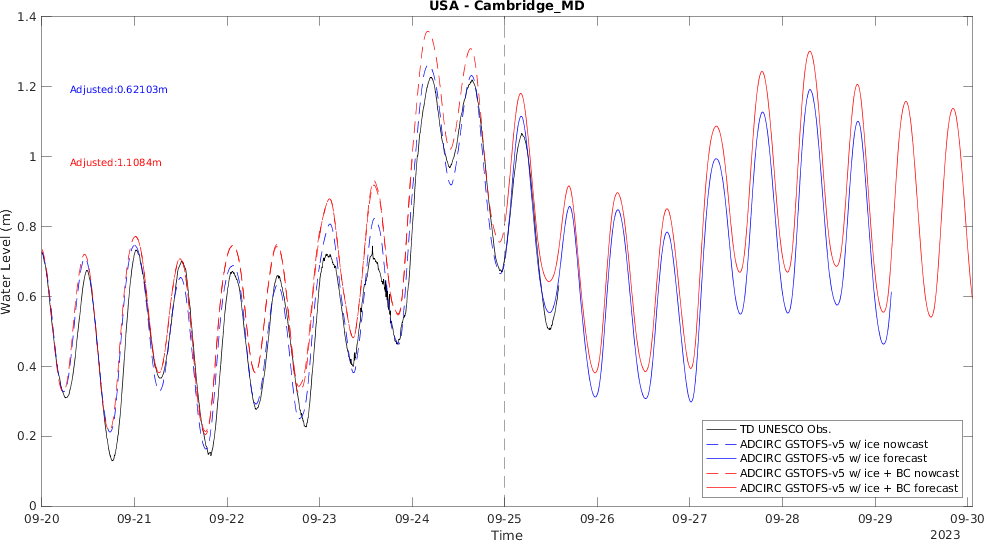 USA - Cambridge_MD
1.4
1.2
1
0.8
0.6
0.4
0.2
0
Water Level (m)
Adjusted:0.62103m
Adjusted:1.1084m
TD UNESCO Obs.
ADCIRC GSTOFS-v5 w/ ice nowcast
ADCIRC GSTOFS-v5 w/ ice forecast
ADCIRC GSTOFS-v5 w/ ice + BC nowcast
ADCIRC GSTOFS-v5 w/ ice + BC forecast
09-20 09-21 09-22 09-23 09-24 09-25 09-26 09-27 09-28 09-29 09-30
Time
2023